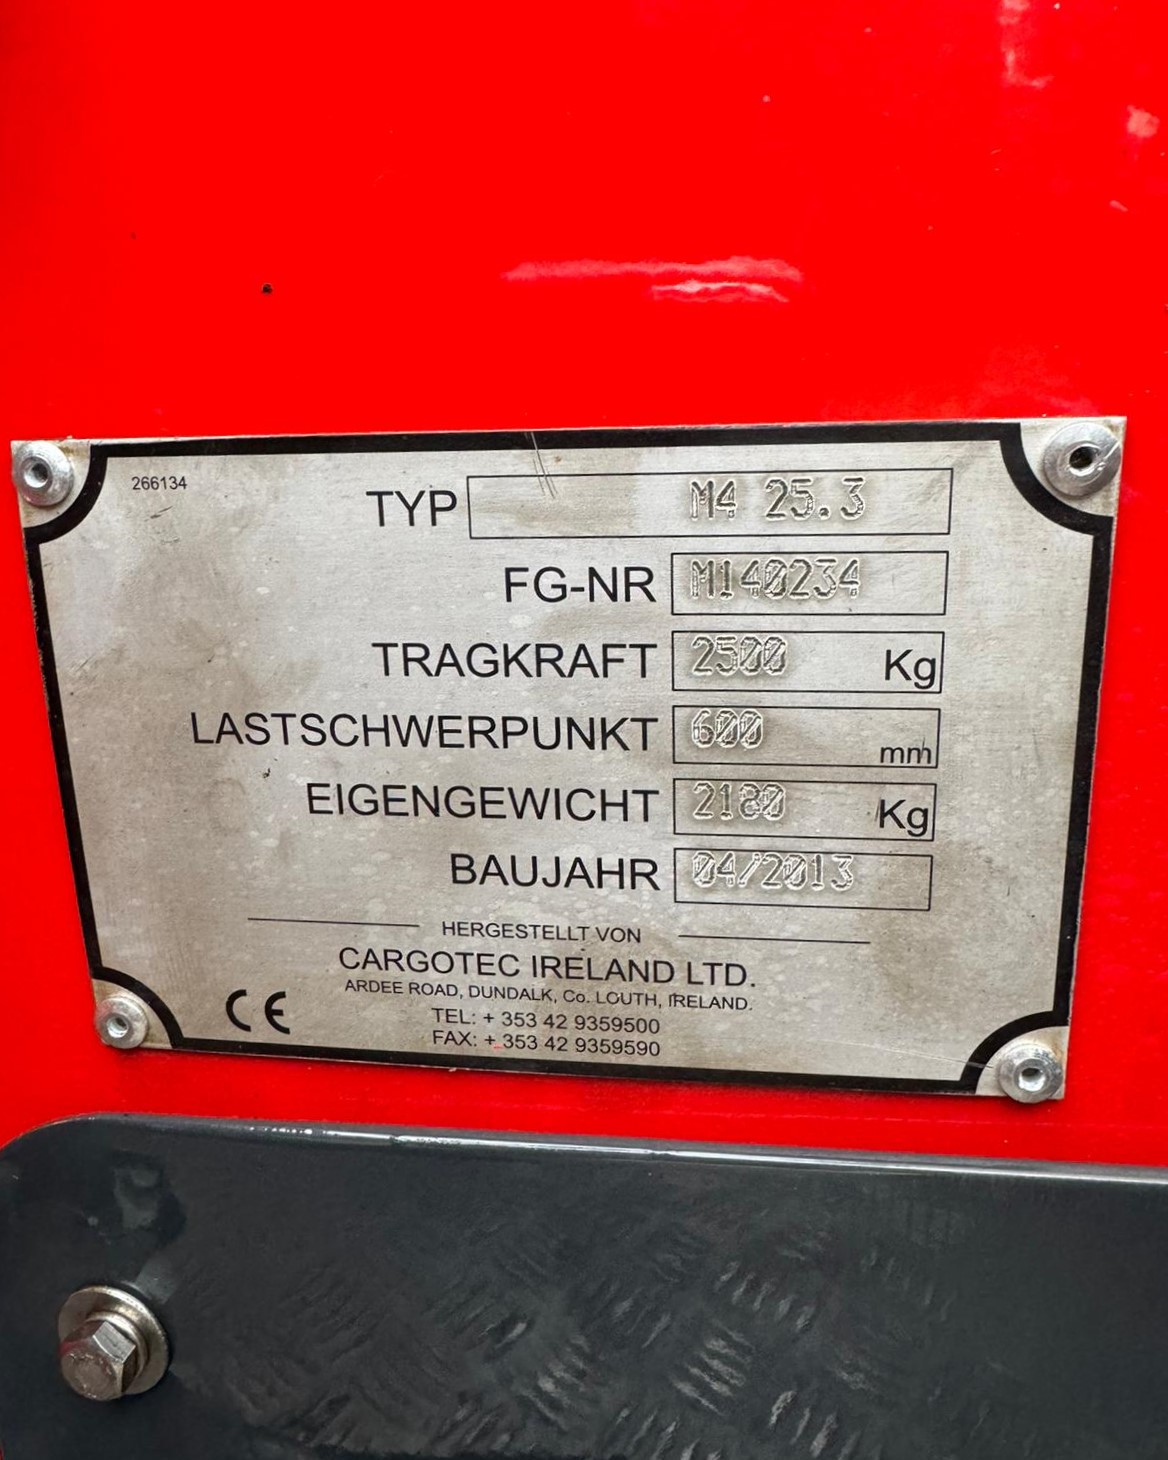 266134
TYP M4 25.3
FG-NR M140234
TRAGKRAFT 2500 Kg
LASTSCHWERPUNKT 600 mm
EIGENGEWICHT 2180 Kg
BAUJAHR 04/2013
HERGESTELLT VON
CARGOTEC IRELAND LTD.
ARDEE ROAD, DUNDALK, Co. LOUTH, IRELAND.
CE
TEL: + 353 42 9359500
FAX: + 353 42 9359590